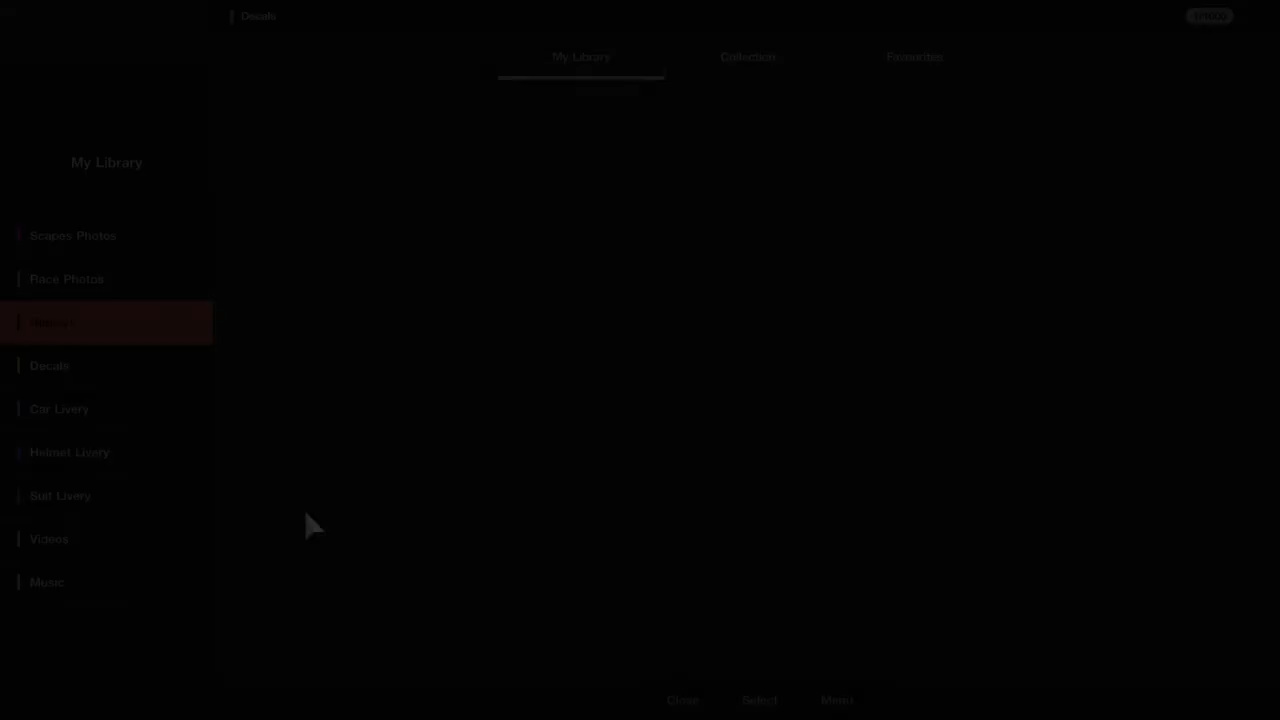 Decals
My Library
Collection
Favourites
My Library
Scapes Photos
Race Photos
Decals
Car Livery
Helmet Livery
Suit Livery
Videos
Music
Close
Select
Menu